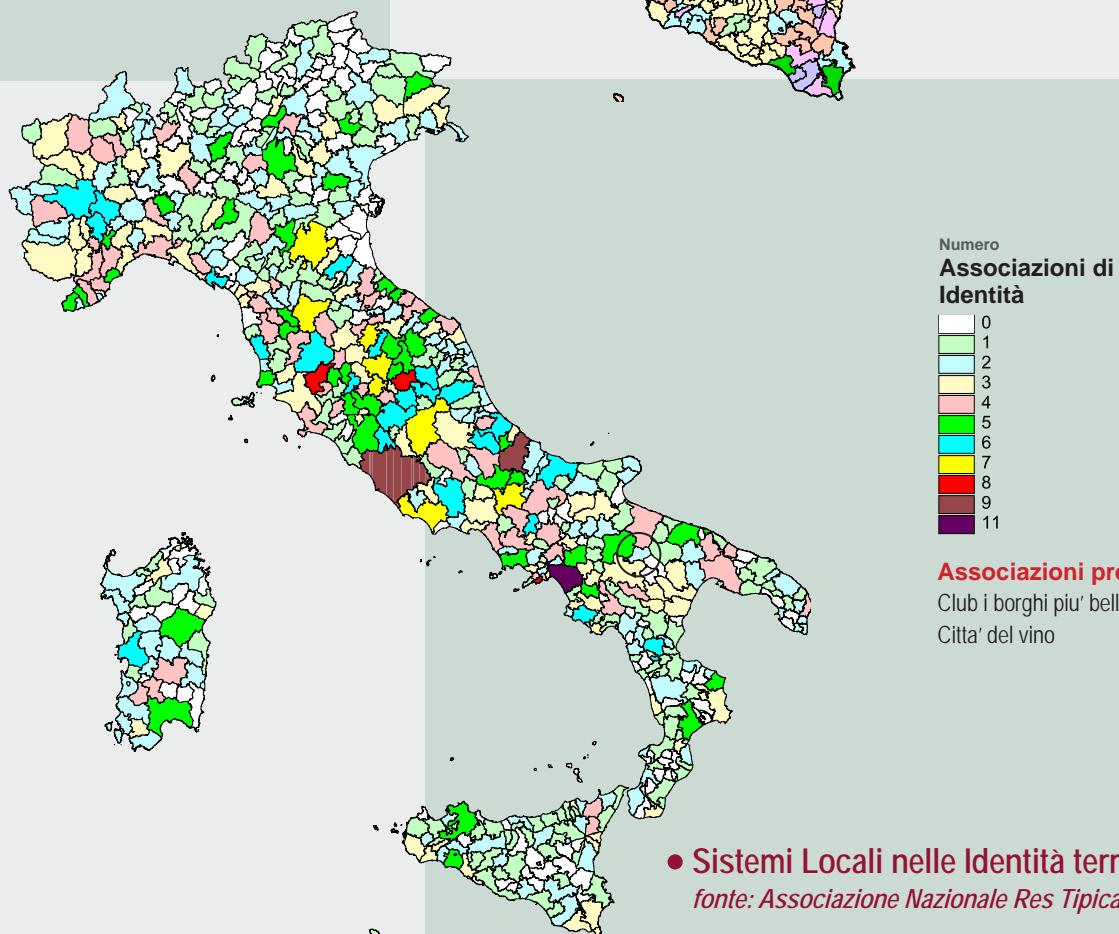 Numero
Associazioni di
Identità
0
1
2
3
4
5
6
7
8
9
11
Associazioni pre
Club i borghi piu' bell
Citta' del vino
• Sistemi Locali nelle Identità terr
fonte: Associazione Nazionale Res Tipica